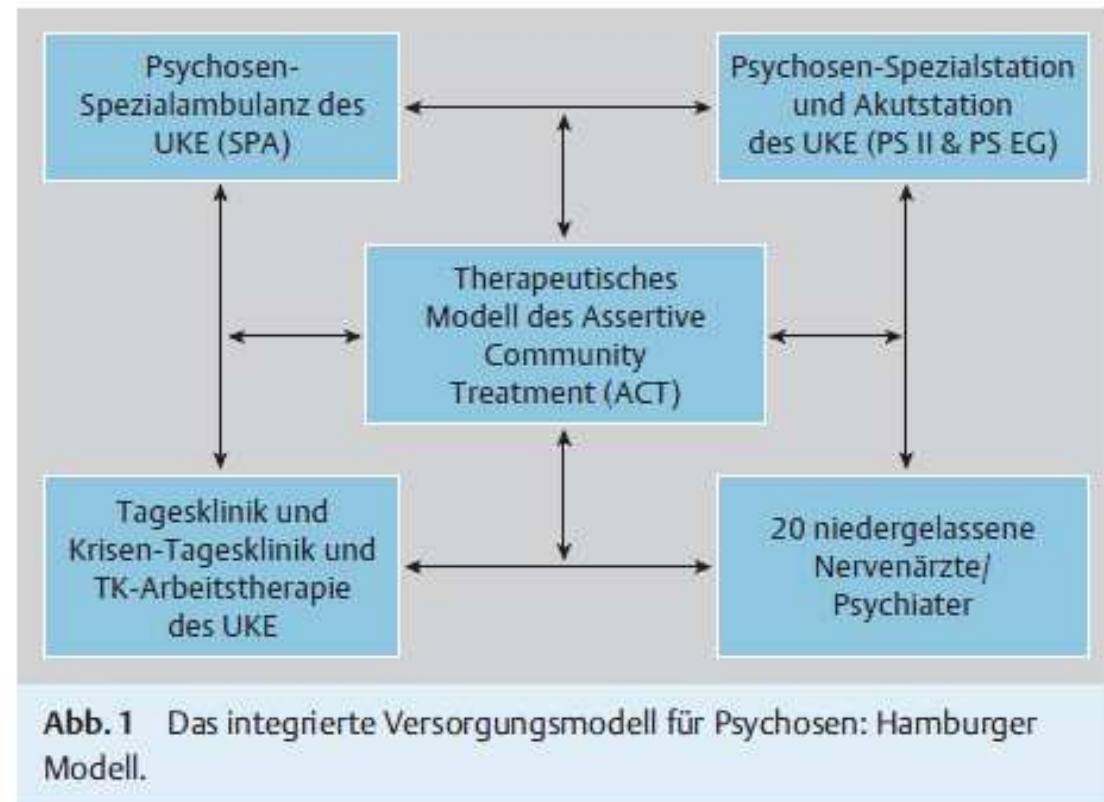 Psychosen-
Spezialambulanz des
UKE (SPA)
Psychosen-Spezialstation
und Akutstation
des UKE (PS II & PS EG)
Therapeutisches
Modell des Assertive
Community
Treatment (ACT)
Tagesklinik und
Krisen-Tagesklinik und
TK-Arbeitstherapie
des UKE
20 niedergelassene
Nervenärzte/
Psychiater
Abb. 1 Das integrierte Versorgungsmodell für Psychosen: Hamburger
Modell.